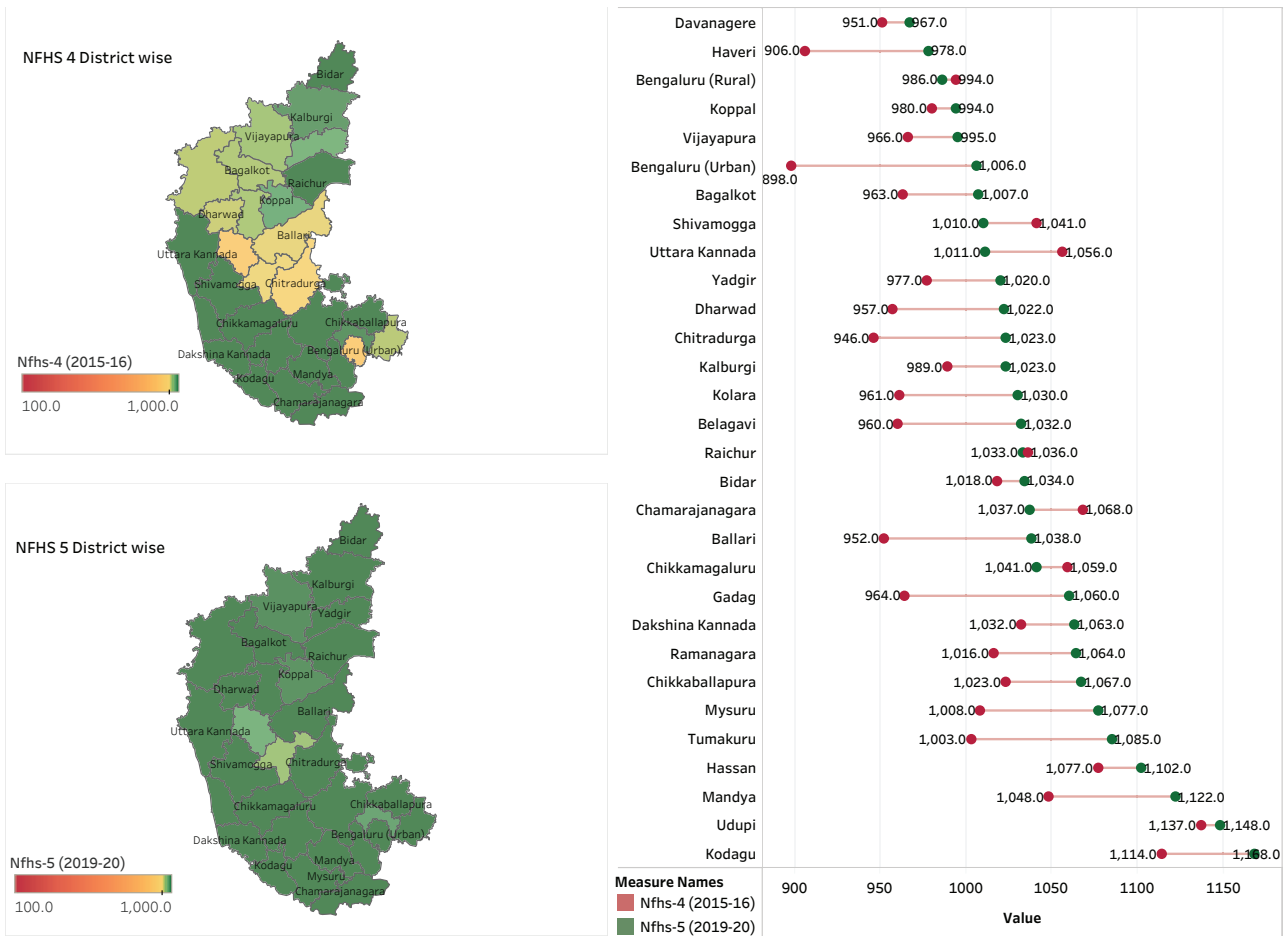 NFHS 4 District wise
Bidar
Kalburgi
Vijayapura
Bagalkot
Raichur
Koppal
Dharwad
Ballari
Uttara Kannada
Shivamogga
Chitradurga
Chikkamagaluru
Chikkaballapura
Dakshina Kannada
Bengaluru (Urban)
Kodagu
Mandya
Chamarajanagara
Nfhs-4 (2015-16)
100.0 1,000.0
NFHS 5 District wise
Bidar
Kalburgi
Vijayapura
Yadgir
Bagalkot
Raichur
Koppal
Dharwad
Ballari
Uttara Kannada
Shivamogga
Chitradurga
Chikkamagaluru
Chikkaballapura
Dakshina Kannada
Bengaluru (Urban)
Kodagu
Mandya
Mysuru
Chamarajanagara
Nfhs-5 (2019-20)
100.0 1,000.0
Davanagere 951.0 967.0
Haveri 906.0 978.0
Bengaluru (Rural) 986.0 994.0
Koppal 980.0 994.0
Vijayapura 966.0 995.0
Bengaluru (Urban) 898.0 1,006.0
Bagalkot 963.0 1,007.0
Shivamogga 1,010.0 1,041.0
Uttara Kannada 1,011.0 1,056.0
Yadgir 977.0 1,020.0
Dharwad 957.0 1,022.0
Chitradurga 946.0 1,023.0
Kalburgi 989.0 1,023.0
Kolara 961.0 1,030.0
Belagavi 960.0 1,032.0
Raichur 1,033.0 1,036.0
Bidar 1,018.0 1,034.0
Chamarajanagara 1,037.0 1,068.0
Ballari 952.0 1,038.0
Chikkamagaluru 1,041.0 1,059.0
Gadag 964.0 1,060.0
Dakshina Kannada 1,032.0 1,063.0
Ramanagara 1,016.0 1,064.0
Chikkaballapura 1,023.0 1,067.0
Mysuru 1,008.0 1,077.0
Tumakuru 1,003.0 1,085.0
Hassan 1,077.0 1,102.0
Mandya 1,048.0 1,122.0
Udupi 1,137.0 1,148.0
Kodagu 1,114.0 1,168.0
900 950 1000 1050 1100 1150
Value
Measure Names
Nfhs-4 (2015-16)
Nfhs-5 (2019-20)